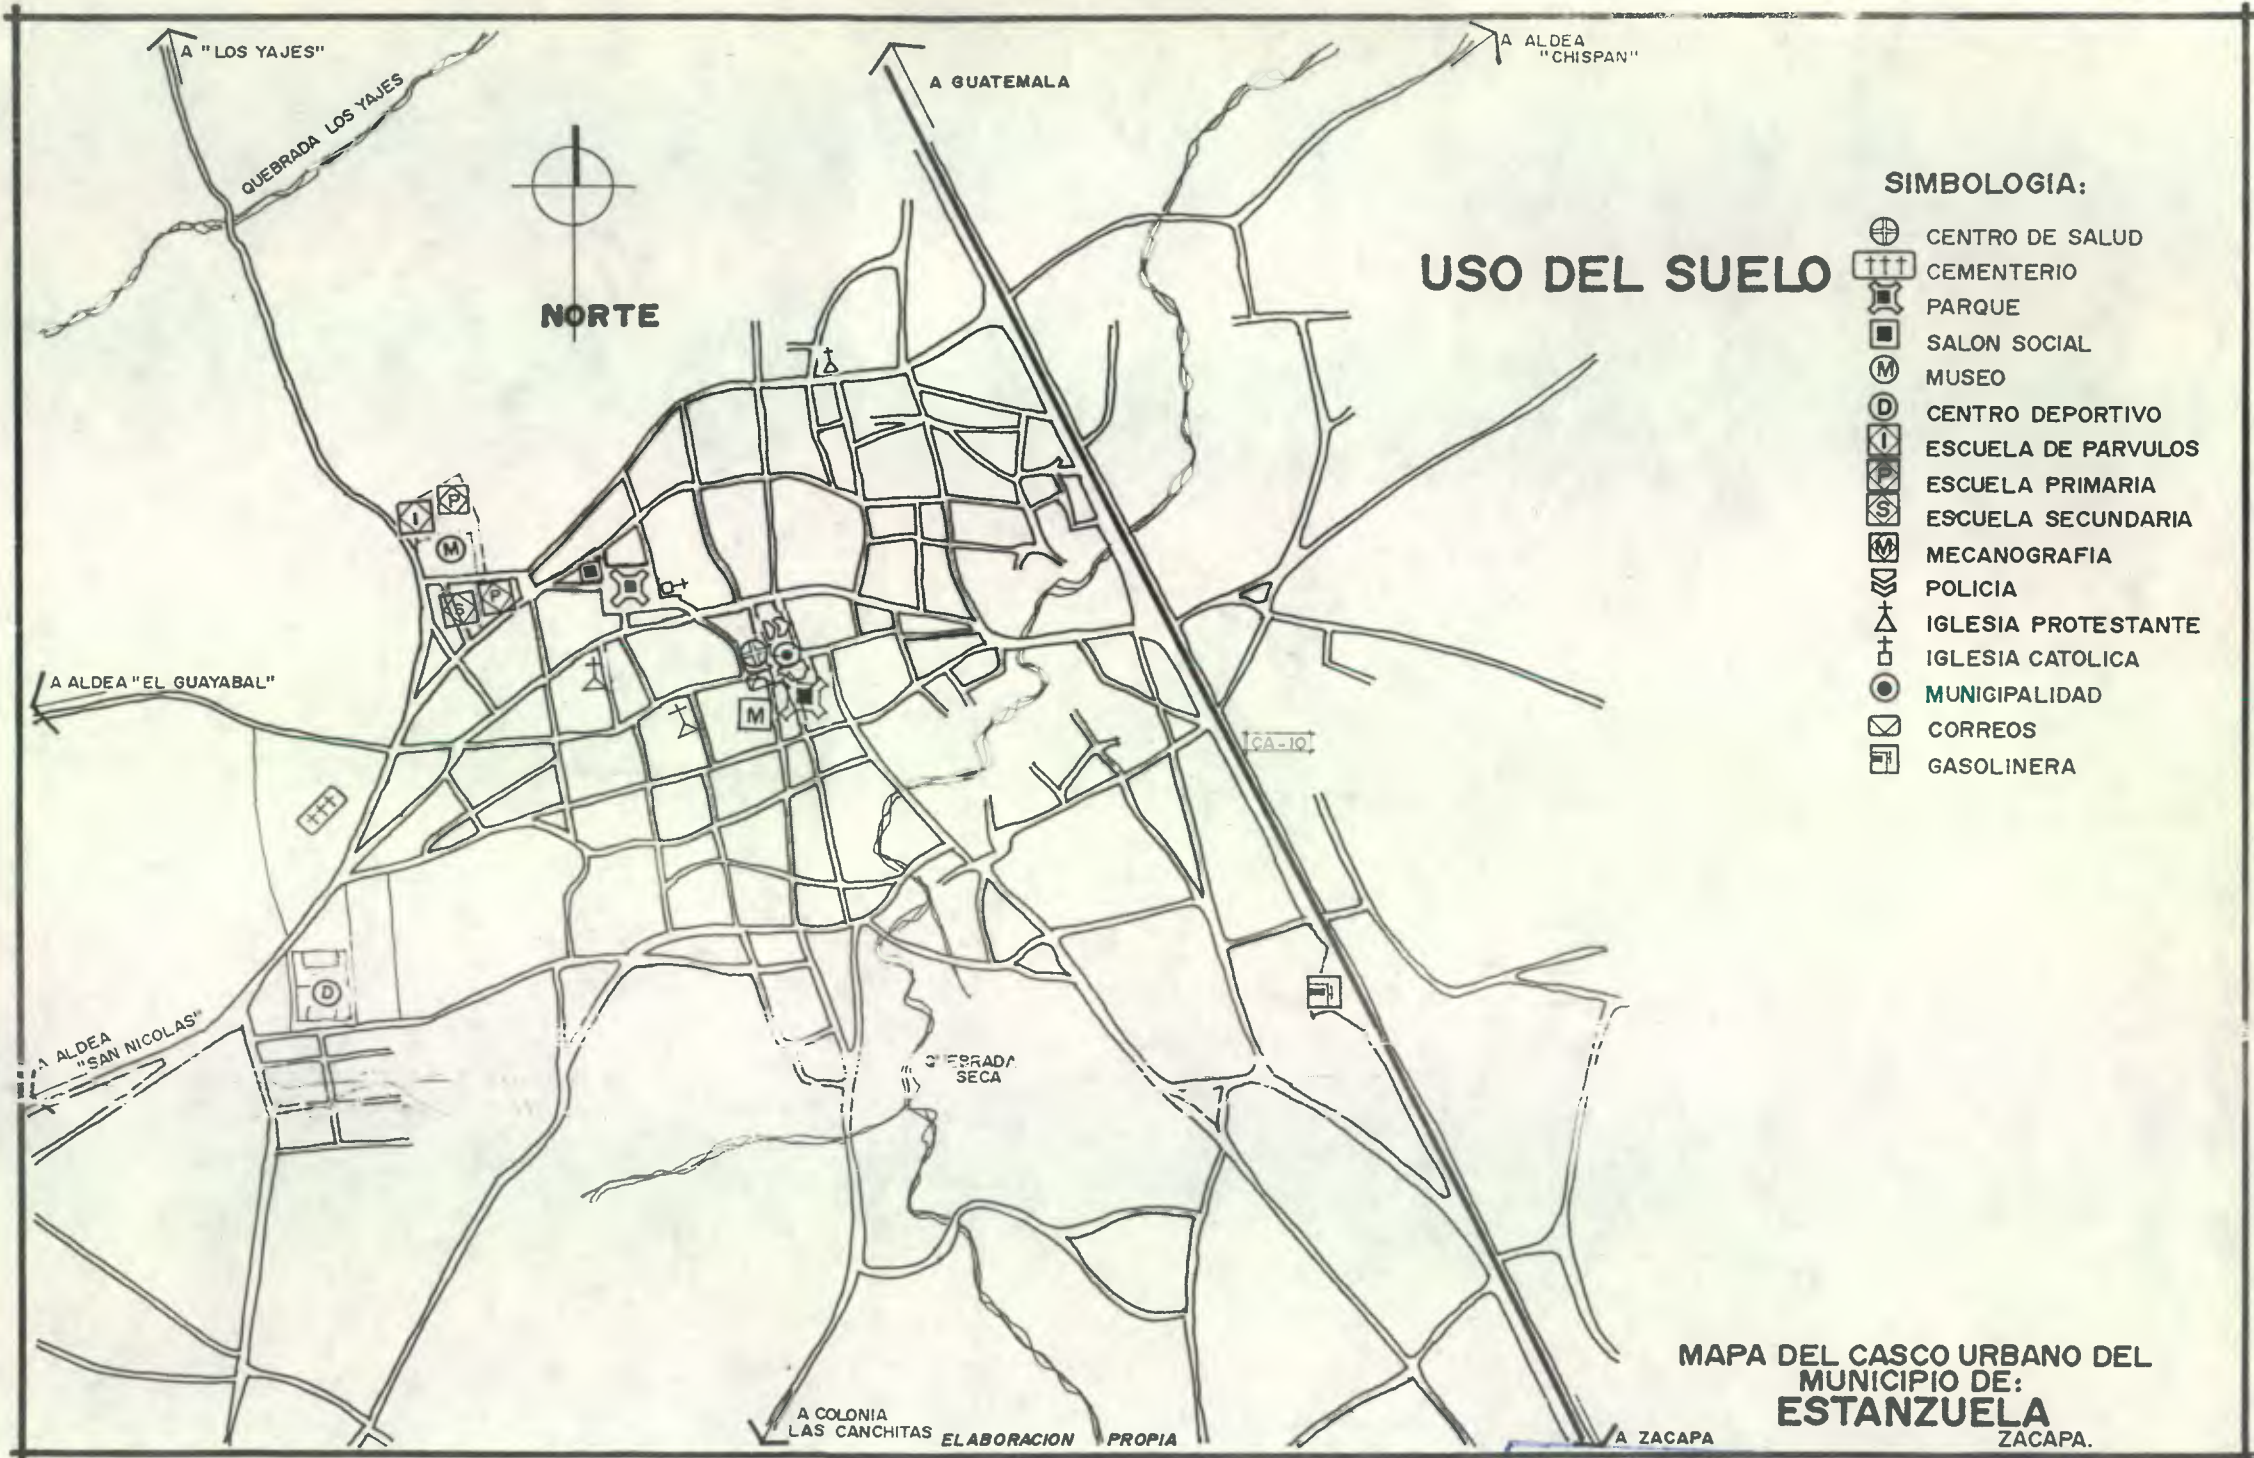 A "LOS YAJES"
QUEBRADA LOS YAJES
A GUATEMALA
A ALDEA
"CHISPAN"
NORTE
USO DEL SUELO
SIMBOLOGIA:
CENTRO DE SALUD
††† CEMENTERIO
PARQUE
SALON SOCIAL
M MUSEO
D CENTRO DEPORTIVO
I ESCUELA DE PARVULOS
P ESCUELA PRIMARIA
S ESCUELA SECUNDARIA
M MECANOGRAFIA
POLICIA
IGLESIA PROTESTANTE
IGLESIA CATOLICA
MUNIGIPALIDAD
CORREOS
GASOLINERA
P
I
M
P
S
A ALDEA "EL GUAYABAL"
M
CA-10
†††
D
A ALDEA
"SAN NICOLAS"
QUEBRADA
SECA
A COLONIA
LAS CANCHITAS
ELABORACION PROPIA
A ZACAPA
MAPA DEL CASCO URBANO DEL
MUNICIPIO DE:
ESTANZUELA
ZACAPA.